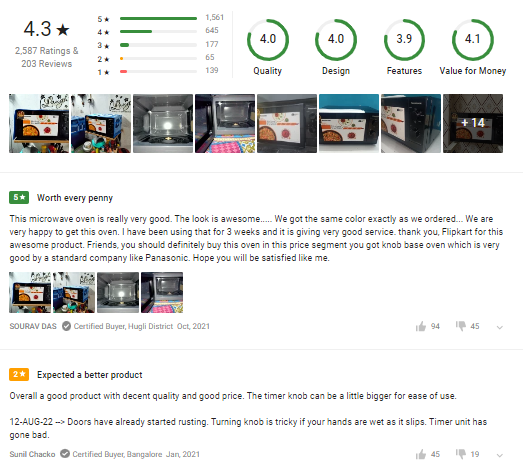 4.3 ★
2,587 Ratings &
203 Reviews
5 ★ 1,561
4 ★ 645
3 ★ 177
2 ★ 65
1 ★ 139
4.0
Quality
4.0
Design
3.9
Features
4.1
Value for Money
+ 14
5 ★ Worth every penny
This microwave oven is really very good. The look is awesome..... We got the same color exactly as we ordered... We are
very happy to get this oven. I have been using that for 3 weeks and it is giving very good service. thank you, Flipkart for this
awesome product. Friends, you should definitely buy this oven in this price segment you got knob base oven which is very
good by a standard company like Panasonic. Hope you will be satisfied like me.
SOURAV DAS Certified Buyer, Hugli District Oct, 2021
94 45
2 ★ Expected a better product
Overall a good product with decent quality and good price. The timer knob can be a little bigger for ease of use.
12-AUG-22 --> Doors have already started rusting. Turning knob is tricky if your hands are wet as it slips. Timer unit has
gone bad.
Sunil Chacko Certified Buyer, Bangalore Jan, 2021
45 19